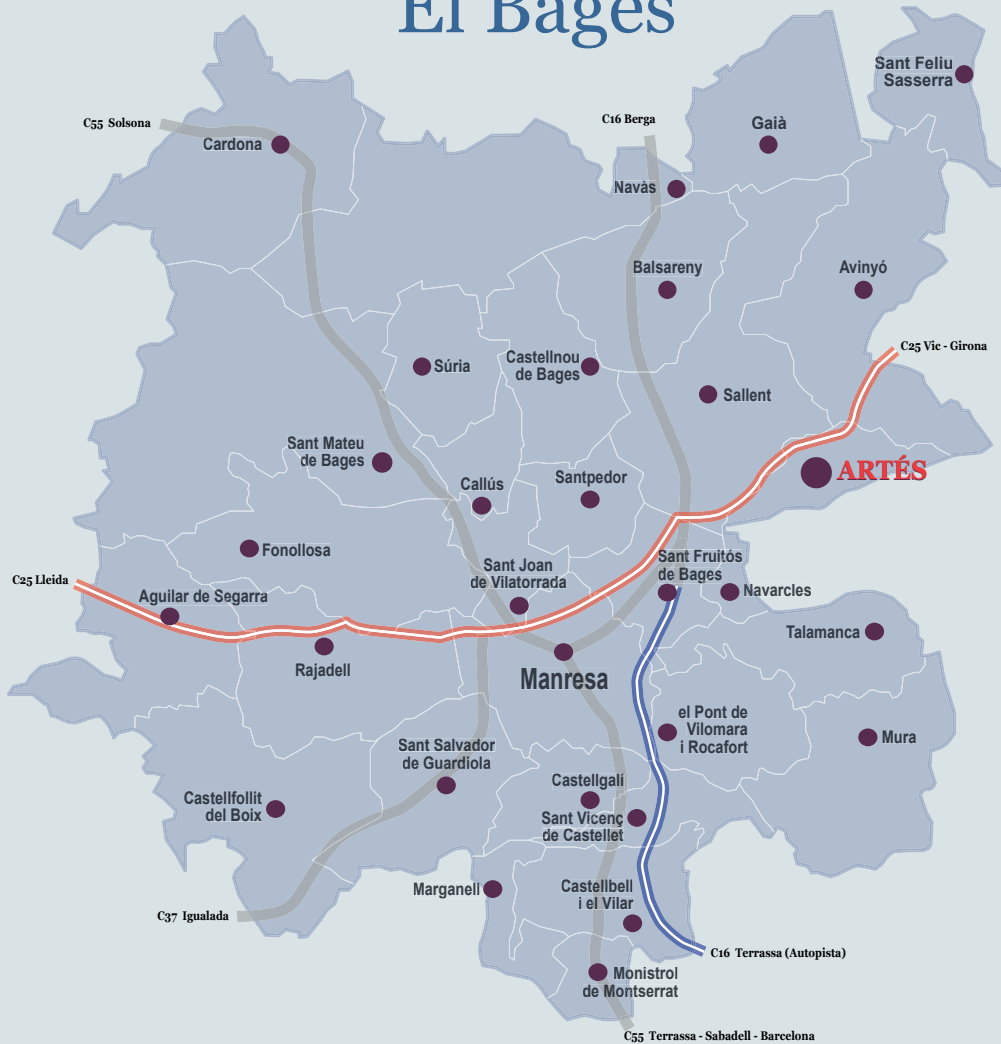 El Bages
Sant Feliu
Sasserra
C55 Solsona
C16 Berga
Gaià
Cardona
Navàs
Balsareny
Avinyó
C25 Vic - Girona
Súria
Castellnou
de Bages
Sallent
Sant Mateu
de Bages
ARTÉS
Callús
Santpedor
Fonollosa
Sant Joan
de Vilatorrada
Sant Fruitós
de Bages
C25 Lleida
Aguilar de Segarra
Navarcles
Talamanca
Rajadell
Manresa
el Pont de
Vilomara
i Rocafort
Mura
Sant Salvador
de Guardiola
Castellgalí
Castellfollit
del Boix
Sant Vicenç
de Castellet
Marganell
Castellbell
i el Vilar
C37 Igualada
C16 Terrassa (Autopista)
Monistrol
de Montserrat
C55 Terrassa - Sabadell - Barcelona